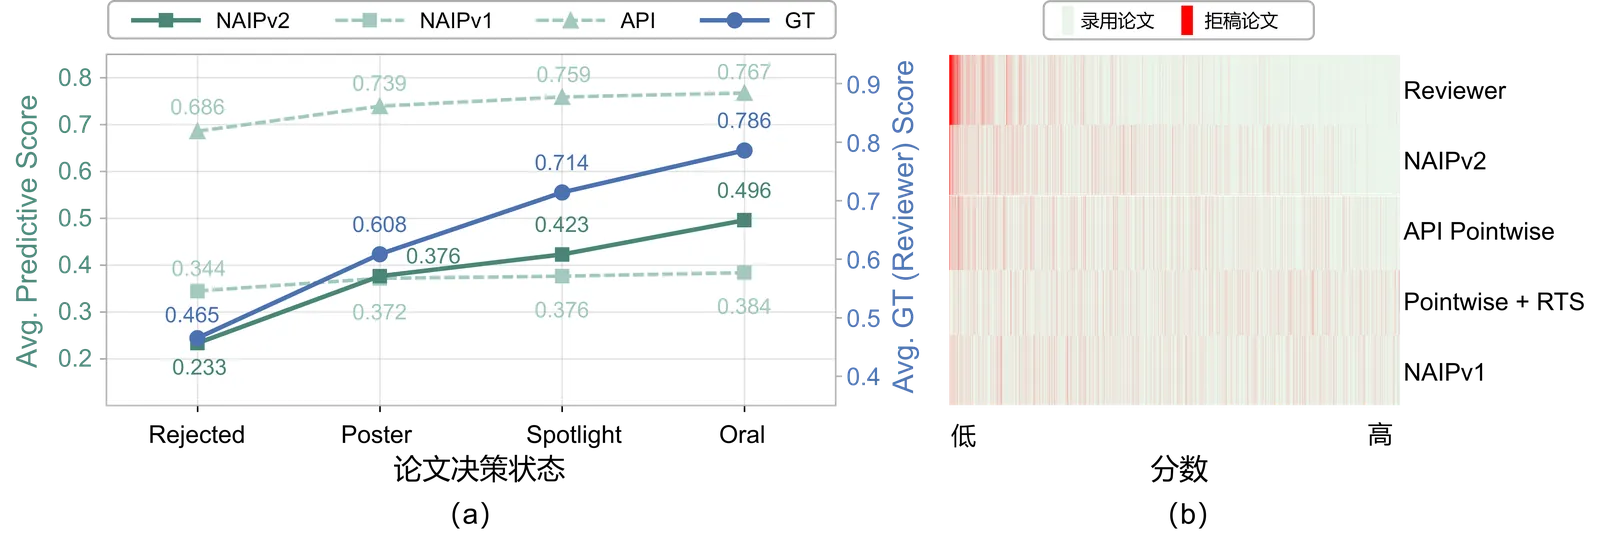 NAIPv2 NAIPv1 API GT
Avg. Predictive Score
0.8
0.7
0.6
0.5
0.4
0.3
0.2
0.686
0.739
0.759
0.767
0.344
0.372
0.376
0.384
0.465
0.608
0.714
0.786
0.233
0.376
0.423
0.496
0.9
0.8
0.7
0.6
0.5
0.4
Avg. GT (Reviewer) Score
Rejected Poster Spotlight Oral
论文决策状态
(a)
录用论文 拒稿论文
Reviewer
NAIPv2
API Pointwise
Pointwise + RTS
NAIPv1
低 高
分数
(b)